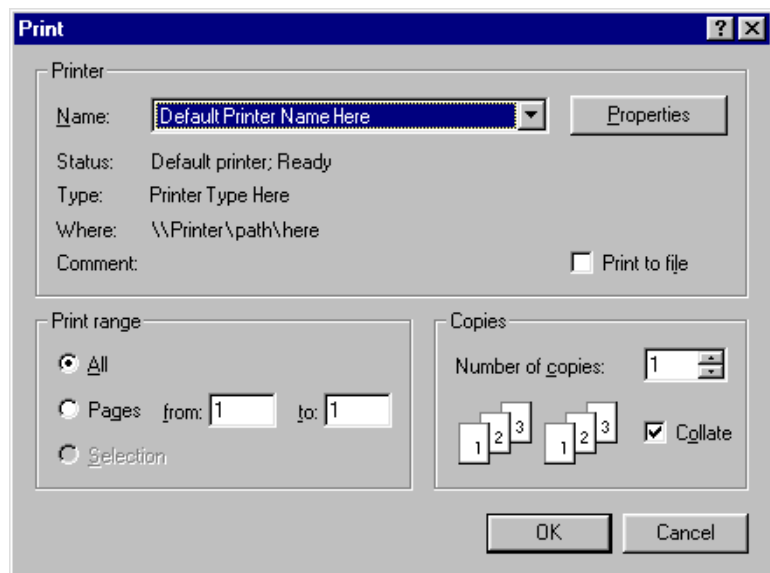 Print
Printer
Name: Default Printer Name Here Properties
Status: Default printer; Ready
Type: Printer Type Here
Where: \\Printer\path\here
Comment: Print to file
Print range
All
Pages from: 1 to: 1
Selection
Copies
Number of copies: 1
1 2 3 1 2 3 Collate
OK Cancel